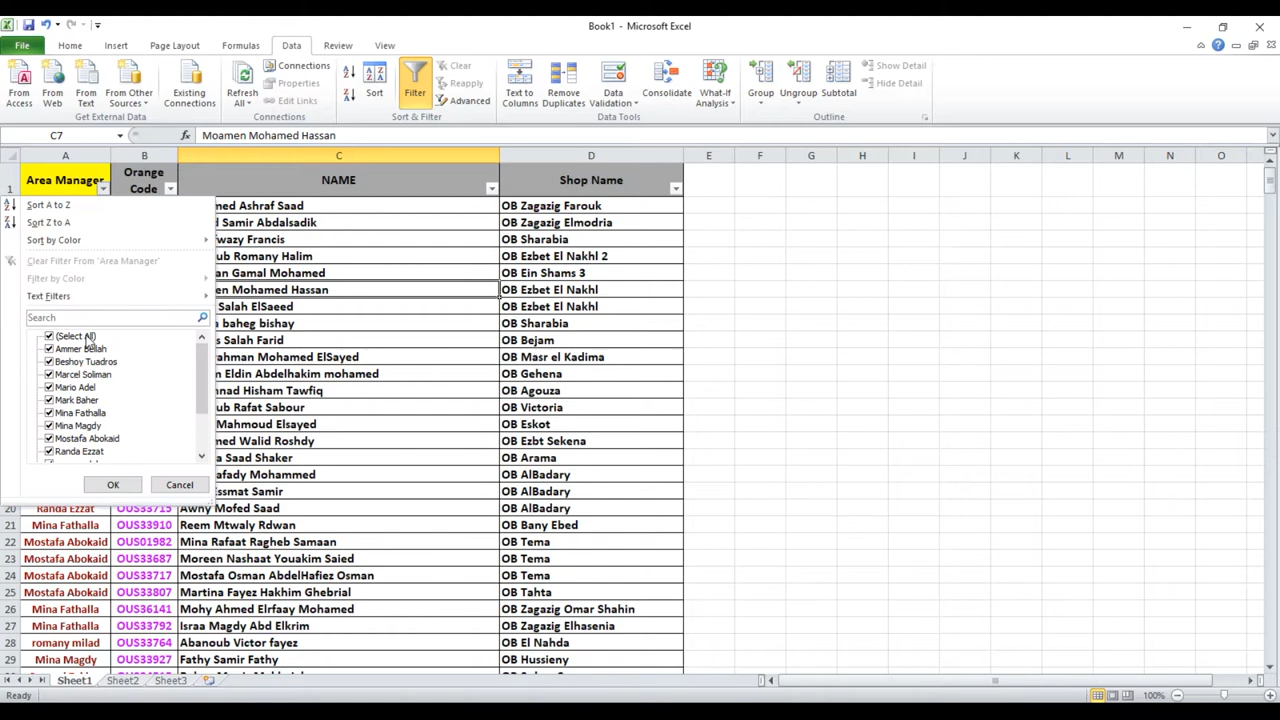 Book1 - Microsoft Excel
File Home Insert Page Layout Formulas Data Review View
From Access
From Web
From Text
From Other Sources
Existing Connections
Get External Data
Refresh All
Connections
Properties
Edit Links
Connections
Sort
Filter
Clear
Reapply
Advanced
Sort & Filter
Text to Columns
Remove Duplicates
Data Validation
Consolidate
What-If Analysis
Data Tools
Group
Ungroup
Subtotal
Show Detail
Hide Detail
Outline
C7 fx Moamen Mohamed Hassan
A B C D E F G H I J K L M N O
1 Area Manager Orange Code NAME Shop Name
Sort A to Z
Sort Z to A
Sort by Color
Clear Filter From 'Area Manager'
Filter by Color
Text Filters
Search
(Select All)
Ammer
Beshoy Tuadros
Marcel Soliman
Mario Adel
Mark Baher
Mina Fathalla
Mina Magdy
Mostafa Abokaid
Randa Ezzat
OK Cancel
Ashraf Saad OB Zagazig Farouk
Samir Abdalsadik OB Zagazig Elmodria
Francis OB Sharabia
Romany Halim OB Ezbet El Nakhl 2
Gamal Mohamed OB Ein Shams 3
Mohamed Hassan OB Ezbet El Nakhl
Salah ElSaeed OB Ezbet El Nakhl
baheg bishay OB Sharabia
Salah Farid OB Bejam
Mohamed ElSayed OB Masr el Kadima
Eldin Abdelhakim mohamed OB Gehena
Hisham Tawfiq OB Agouza
Rafat Sabour OB Victoria
Mahmoud Elsayed OB Eskot
Walid Roshdy OB Ezbt Sekena
Saad Shaker OB Arama
Mohammed OB AlBadary
Samir OB AlBadary
20 Randa Ezzat OUS33715 Awny Mofed Saad OB AlBadary
21 Mina Fathalla OUS33910 Reem Mtwaly Rdwan OB Bany Ebed
22 Mostafa Abokaid OUS01982 Mina Rafaat Ragheb Samaan OB Tema
23 Mostafa Abokaid OUS33687 Moreen Nashaat Youakim Saied OB Tema
24 Mostafa Abokaid OUS33717 Mostafa Osman AbdelHafiez Osman OB Tema
25 Mostafa Abokaid OUS33807 Martina Fayez Hakhim Ghebrial OB Tahta
26 Mina Fathalla OUS36141 Mohy Ahmed Elrfaay Mohamed OB Zagazig Omar Shahin
27 Mina Fathalla OUS33792 Israa Magdy Abd Elkrim OB Zagazig Elhasenia
28 romany milad OUS33764 Abanoub Victor fayez OB El Nahda
29 Mina Magdy OUS33927 Fathy Samir Fathy OB Hussieny
Sheet1 Sheet2 Sheet3
Ready 100%